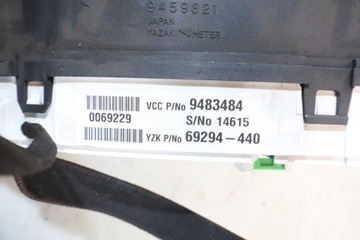 9459821
JAPAN
YAZAKI METER
VCC P/No 9483484
0069229
S/No 14615
YZK P/No 69294-440